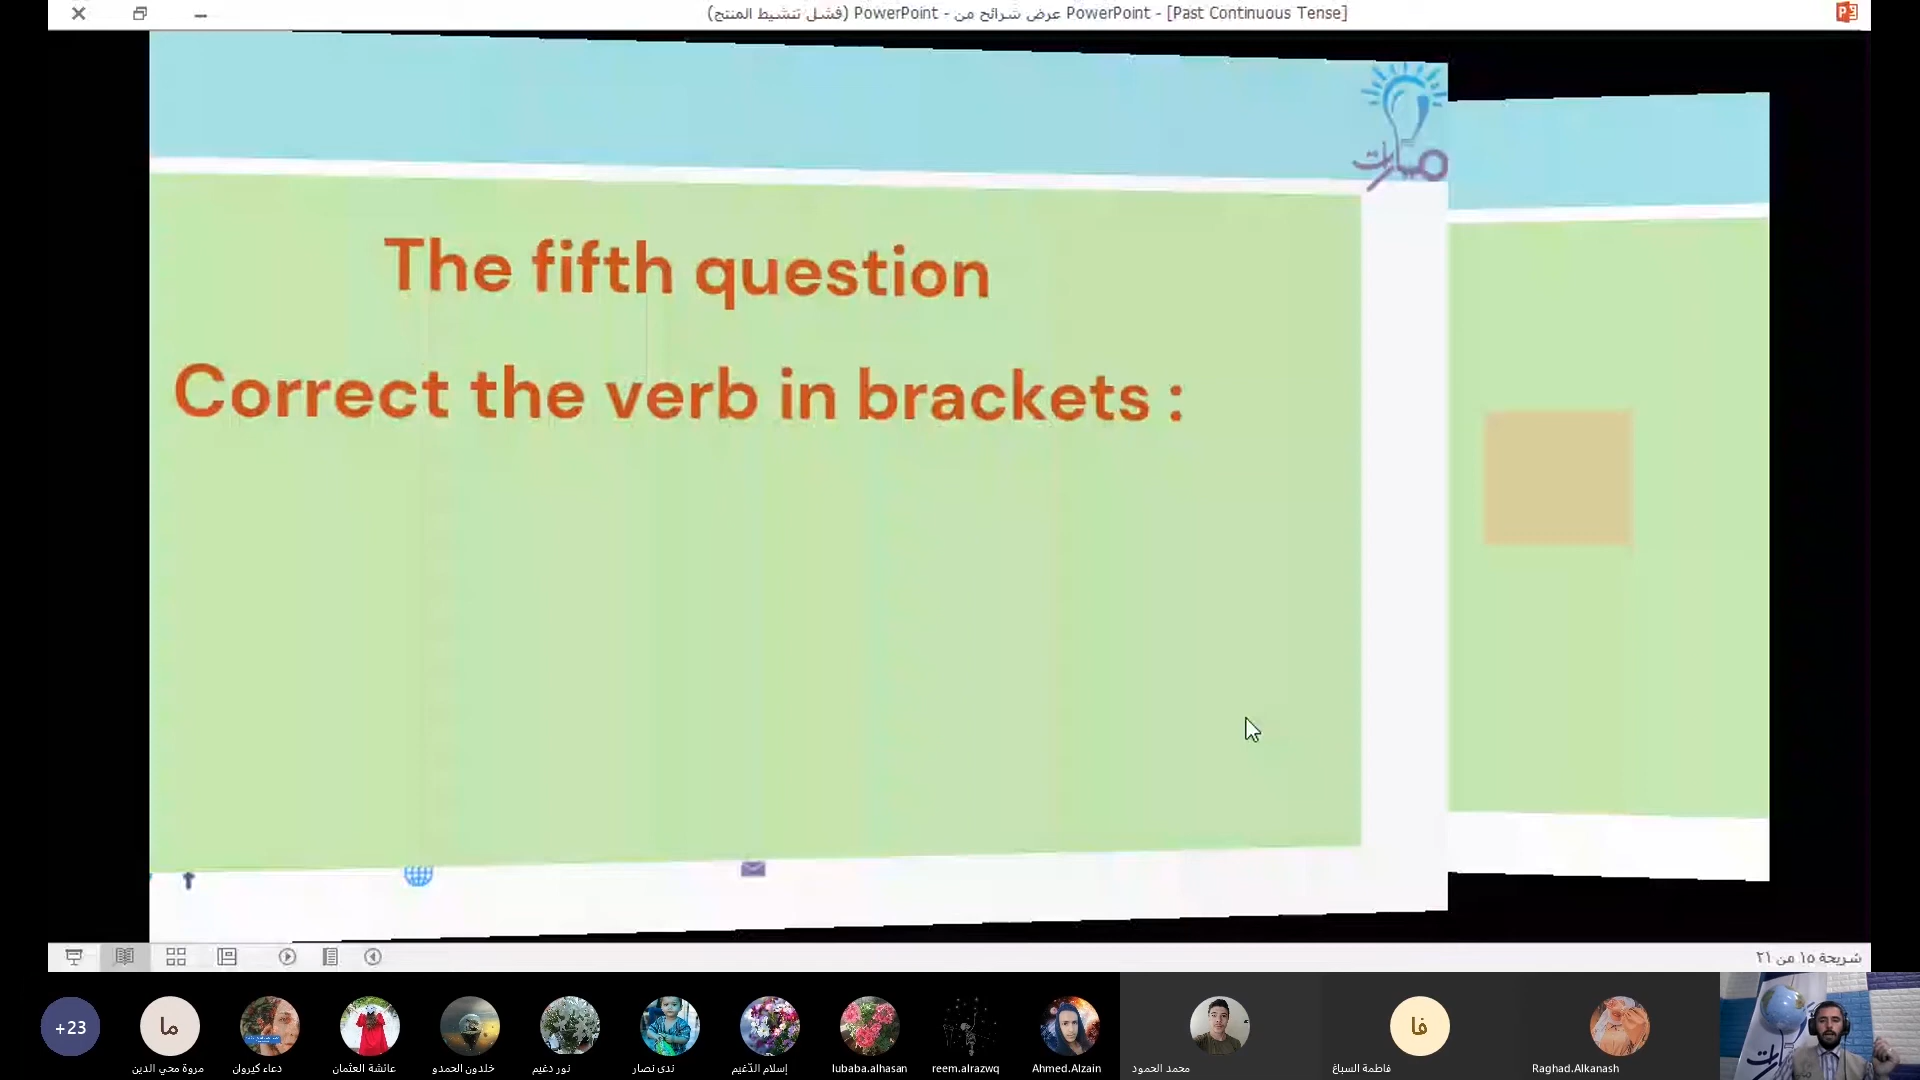 [Past Continuous Tense] - PowerPoint عرض شرائح من - PowerPoint (فشل تنشيط المنتج)
مسارات
The fifth question
Correct the verb in brackets :
شريحة ١٥ من ٢١
+23
ما
مروة محي الدين
دعاء كيروان
عائشة العثمان
خلدون الحمدو
نور دغيم
ندى نصار
إسلام الدّغيم
lubaba.alhasan
reem.alrazwq
Ahmed.Alzain
محمد الحمود
فا
فاطمة السباغ
Raghad.Alkanash